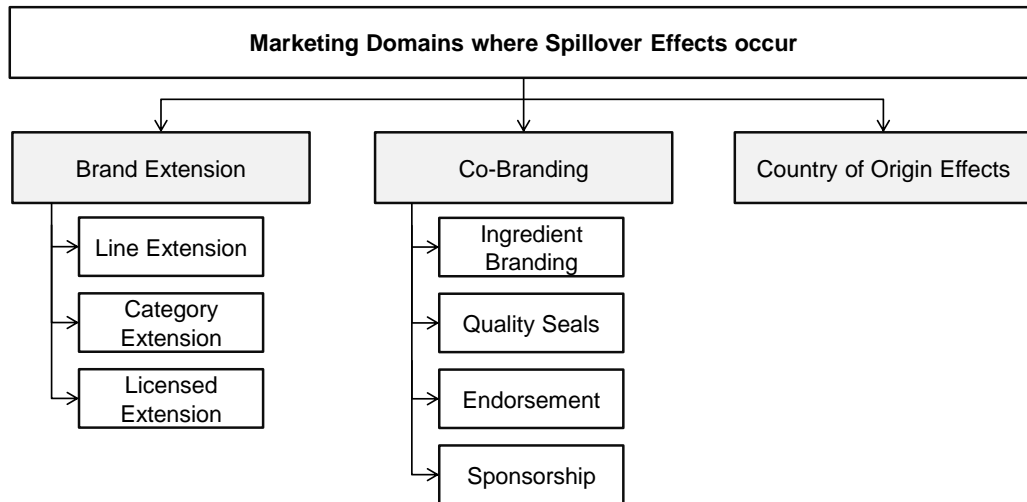 Marketing Domains where Spillover Effects occur
Brand Extension
Co-Branding
Country of Origin Effects
Line Extension
Category
Extension
Licensed
Extension
Ingredient
Branding
Quality Seals
Endorsement
Sponsorship